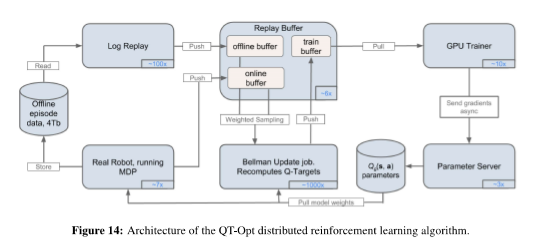 Log Replay
~100x
Push
Replay Buffer
offline buffer
online
buffer
train
buffer
~6x
Pull
GPU Trainer
~10x
Read
Push
Offline
episode
data, 4Tb
Weighted Sampling
Push
Send gradients
async
Store
Real Robot, running
MDP
~7x
Bellman Update job.
Recomputes Q-Targets
~1000x
Qθ(s, a)
parameters
Parameter Server
~3x
Pull model weights
Figure 14: Architecture of the QT-Opt distributed reinforcement learning algorithm.